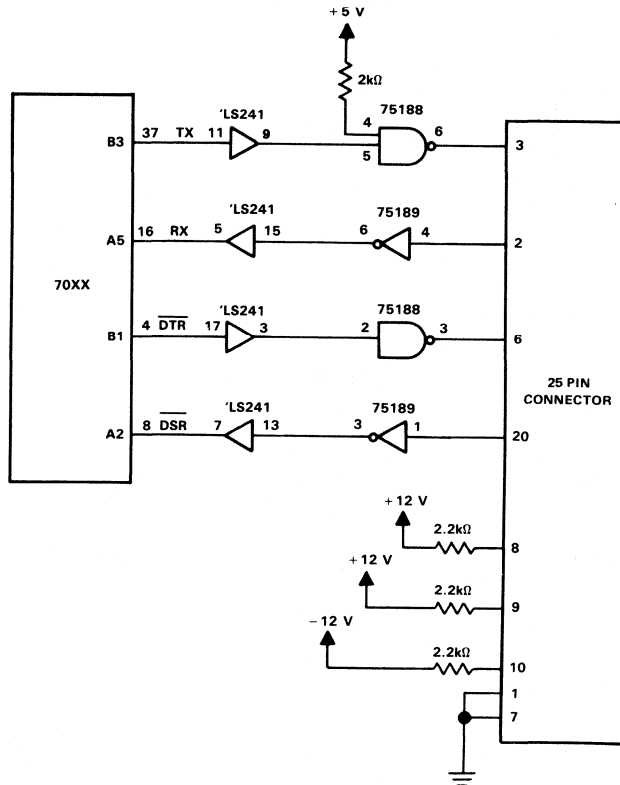 +5 V
2kΩ
75188
'LS241
B3 37 TX 11 9 4 5 6 3
'LS241 75189
A5 16 RX 5 15 6 4 2
70XX
'LS241 75188
B1 4 DTR 17 3 2 3 6
25 PIN
CONNECTOR
'LS241 75189
A2 8 DSR 7 13 3 1 20
+12 V
2.2kΩ
8
+12 V
2.2kΩ
9
−12 V
2.2kΩ
10
1
7